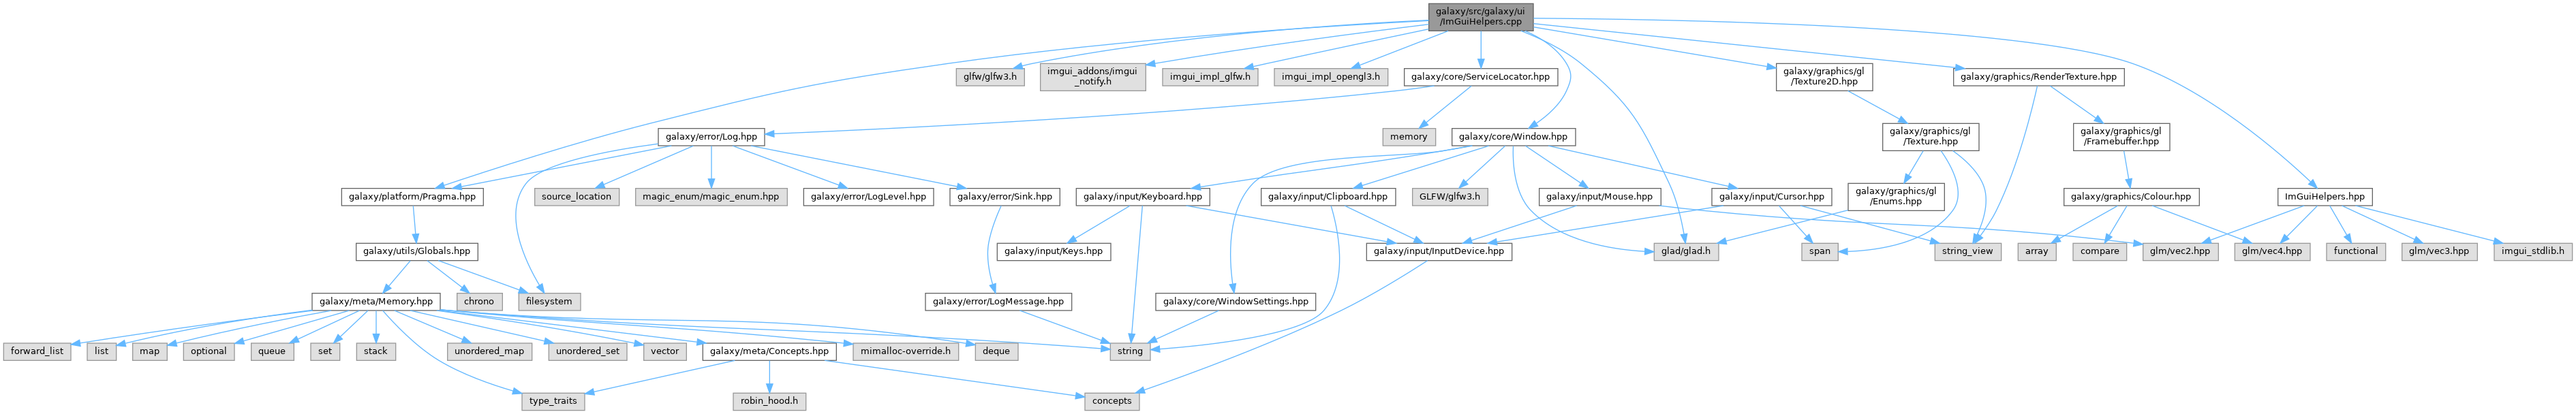 galaxy/src/galaxy/ui
/ImGuiHelpers.cpp
glfw/glfw3.h
imgui_addons/imgui
_notify.h
imgui_impl_glfw.h
imgui_impl_opengl3.h
galaxy/core/ServiceLocator.hpp
galaxy/graphics/gl
/Texture2D.hpp
galaxy/graphics/RenderTexture.hpp
galaxy/error/Log.hpp
memory
galaxy/core/Window.hpp
galaxy/graphics/gl
/Texture.hpp
galaxy/graphics/gl
/Framebuffer.hpp
galaxy/platform/Pragma.hpp
source_location
magic_enum/magic_enum.hpp
galaxy/error/LogLevel.hpp
galaxy/error/Sink.hpp
galaxy/input/Keyboard.hpp
galaxy/input/Clipboard.hpp
GLFW/glfw3.h
galaxy/input/Mouse.hpp
galaxy/input/Cursor.hpp
galaxy/graphics/gl
/Enums.hpp
galaxy/graphics/Colour.hpp
ImGuiHelpers.hpp
galaxy/utils/Globals.hpp
galaxy/input/Keys.hpp
galaxy/input/InputDevice.hpp
glad/glad.h
span
string_view
array
compare
glm/vec2.hpp
glm/vec4.hpp
functional
glm/vec3.hpp
imgui_stdlib.h
galaxy/meta/Memory.hpp
chrono
filesystem
galaxy/error/LogMessage.hpp
galaxy/core/WindowSettings.hpp
forward_list
list
map
optional
queue
set
stack
unordered_map
unordered_set
vector
galaxy/meta/Concepts.hpp
mimalloc-override.h
deque
string
type_traits
robin_hood.h
concepts